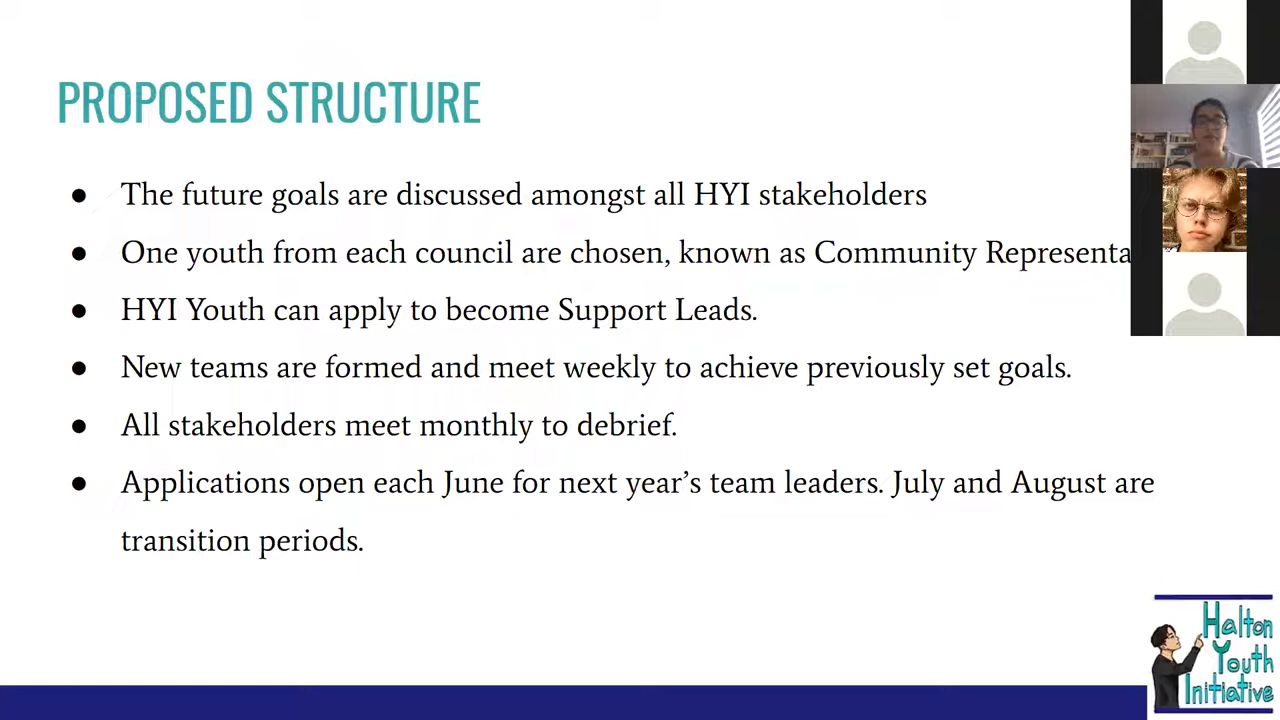 PROPOSED STRUCTURE
● The future goals are discussed amongst all HYI stakeholders
● One youth from each council are chosen, known as Community
● HYI Youth can apply to become Support Leads.
● New teams are formed and meet weekly to achieve previously set goals.
● All stakeholders meet monthly to debrief.
● Applications open each June for next year’s team leaders. July and August are
transition periods.
Halton
Youth
Initiative